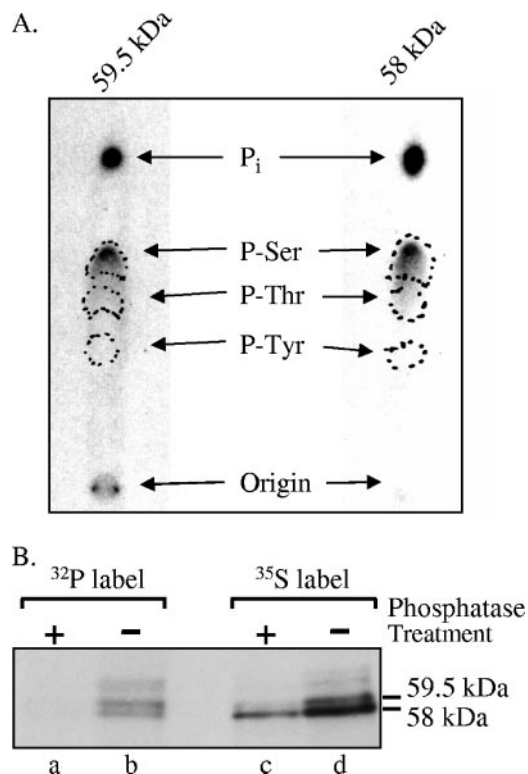 A.
59.5 kDa
58 kDa
Pi
P-Ser
P-Thr
P-Tyr
Origin
B.
32P label
35S label
Phosphatase
+ − + − Treatment
59.5 kDa
58 kDa
a b c d